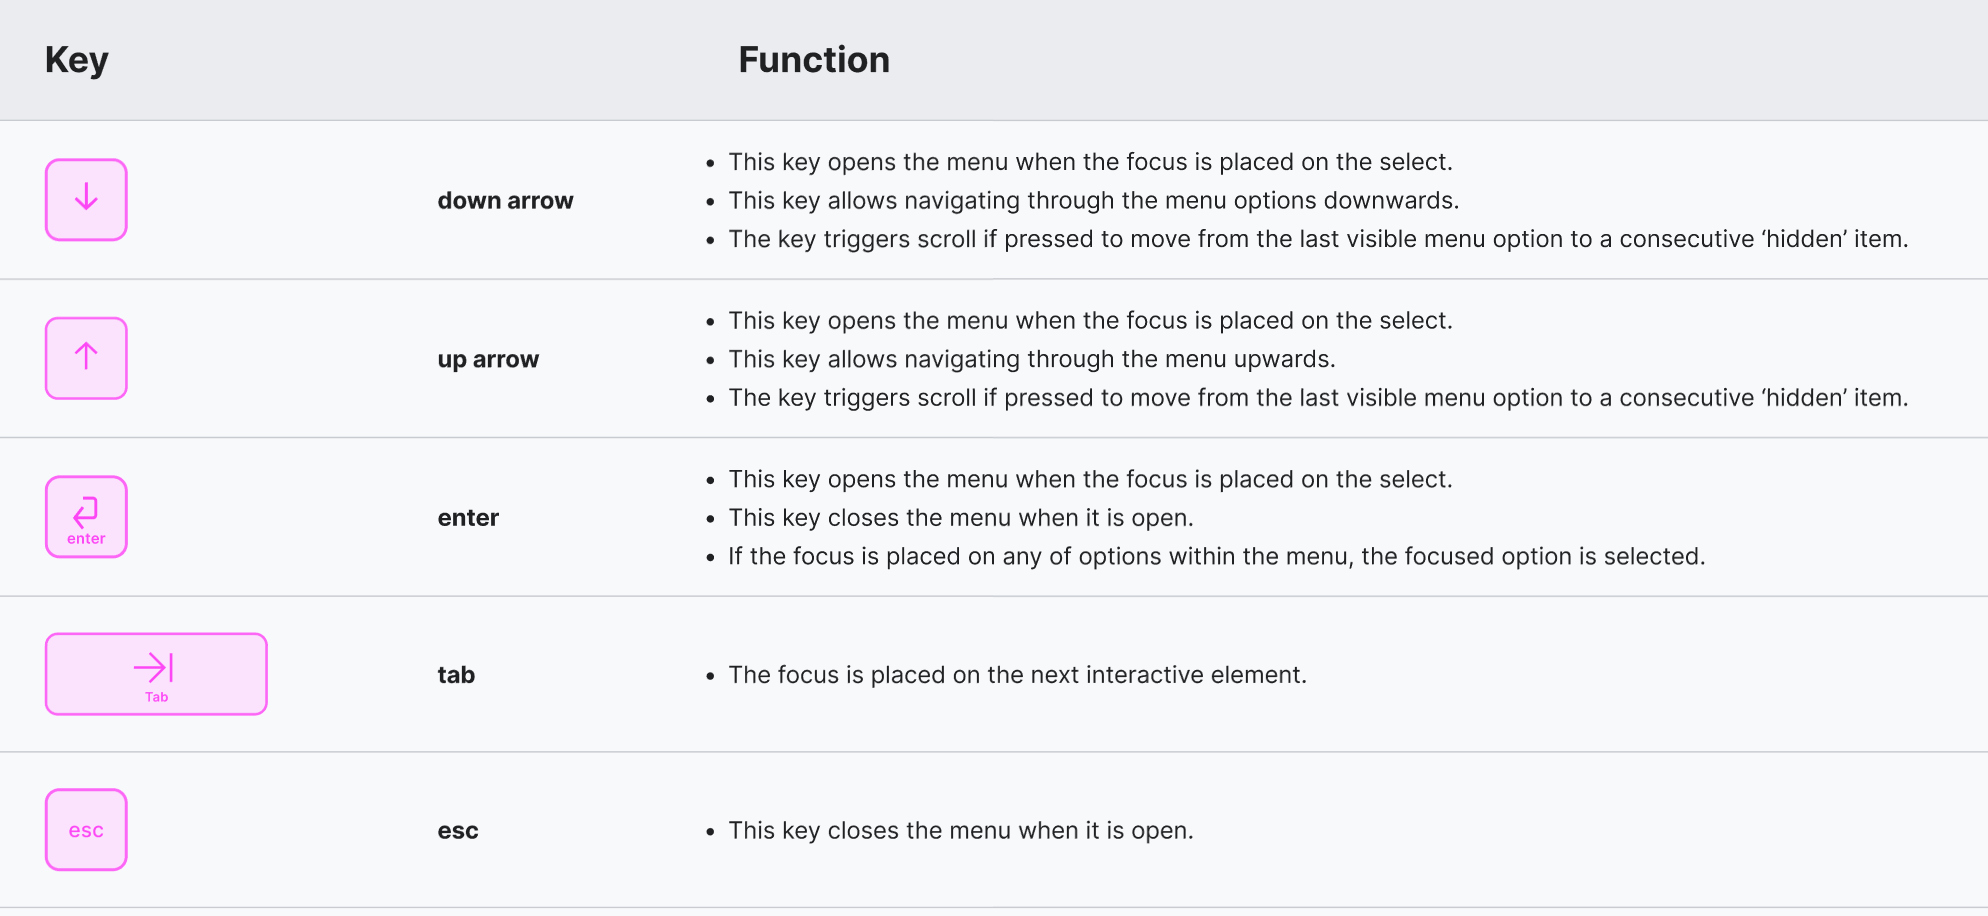 Key Function
down arrow
• This key opens the menu when the focus is placed on the select.
• This key allows navigating through the menu options downwards.
• The key triggers scroll if pressed to move from the last visible menu option to a consecutive ‘hidden’ item.
up arrow
• This key opens the menu when the focus is placed on the select.
• This key allows navigating through the menu upwards.
• The key triggers scroll if pressed to move from the last visible menu option to a consecutive ‘hidden’ item.
enter
enter
• This key opens the menu when the focus is placed on the select.
• This key closes the menu when it is open.
• If the focus is placed on any of options within the menu, the focused option is selected.
Tab
tab
• The focus is placed on the next interactive element.
esc
esc
• This key closes the menu when it is open.